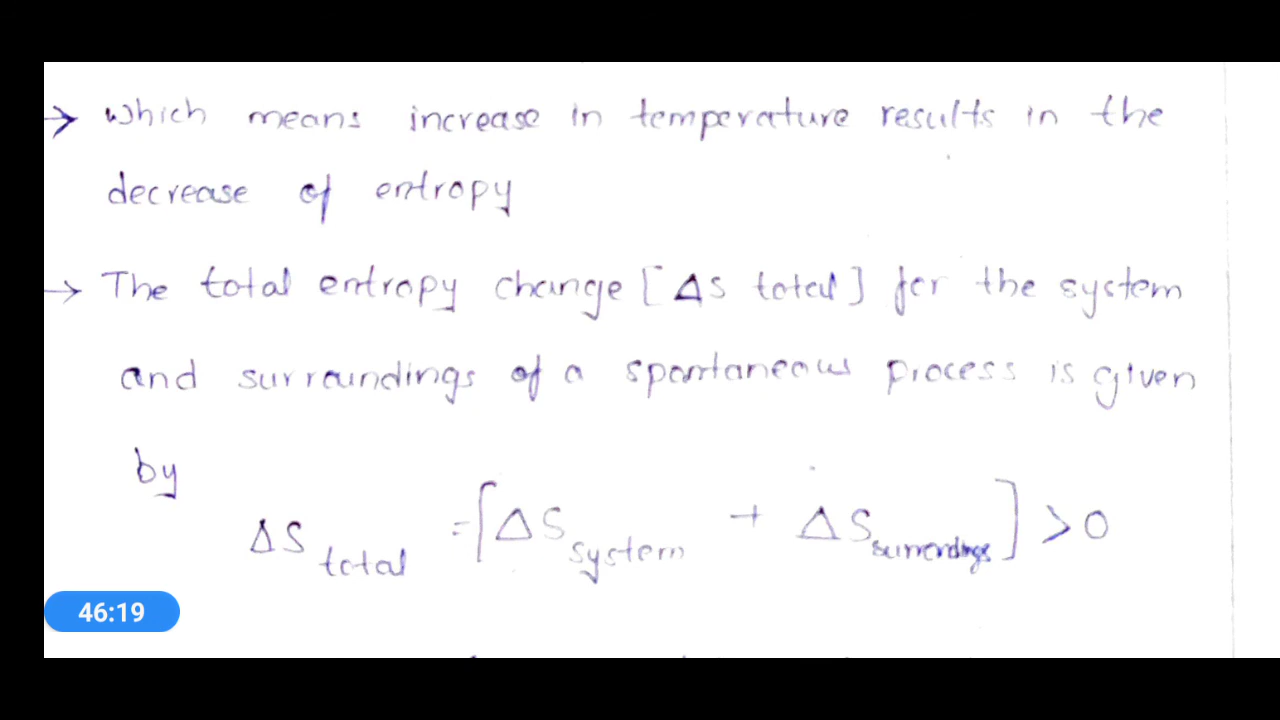 → Which means increase in temperature results in the
decrease of entropy
→ The total entropy change [ΔS total] for the system
and surroundings of a spontaneous process is given
by
ΔS total = [ΔS system + ΔS surrondings] > 0
46:19